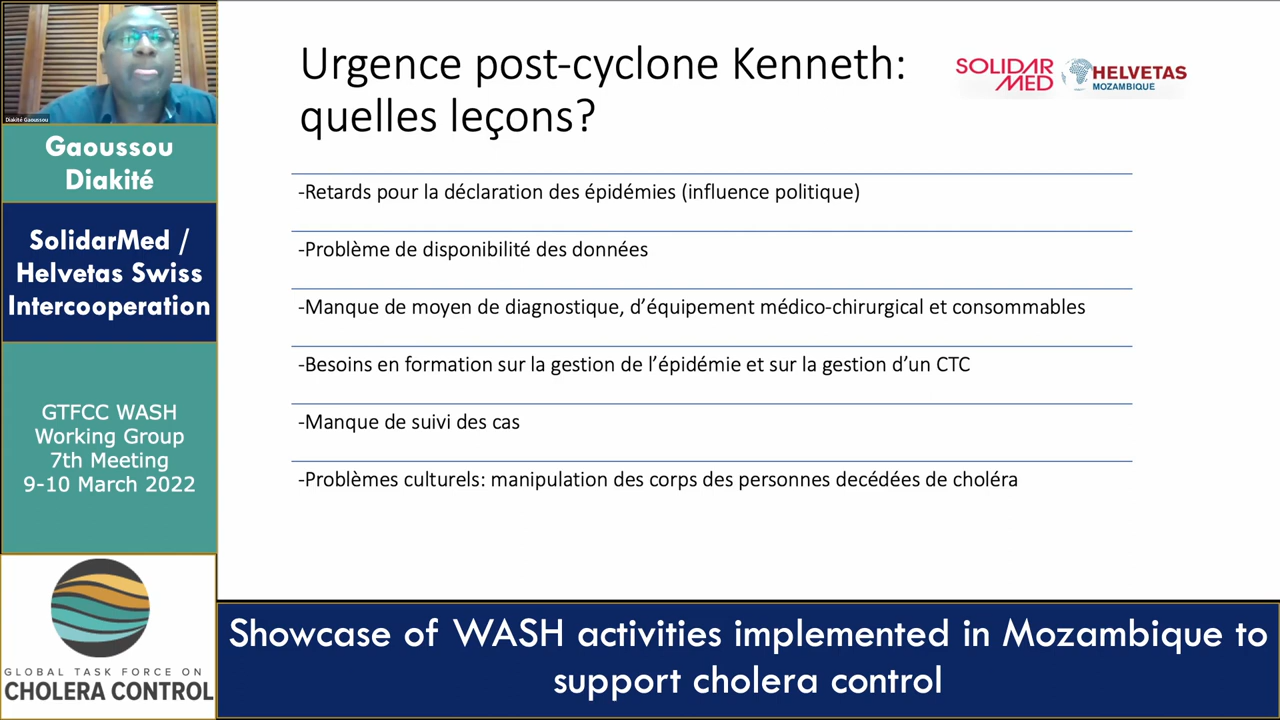 Diakité Gaoussou
Gaoussou
Diakité
SolidarMed /
Helvetas Swiss
Intercooperation
GTFCC WASH
Working Group
7th Meeting
9-10 March 2022
GLOBAL TASK FORCE ON
CHOLERA CONTROL
Urgence post-cyclone Kenneth:
quelles leçons?
SOLIDAR
MED
HELVETAS
MOZAMBIQUE
-Retards pour la déclaration des épidémies (influence politique)
-Problème de disponibilité des données
-Manque de moyen de diagnostique, d’équipement médico-chirurgical et consommables
-Besoins en formation sur la gestion de l’épidémie et sur la gestion d’un CTC
-Manque de suivi des cas
-Problèmes culturels: manipulation des corps des personnes decédées de choléra
Showcase of WASH activities implemented in Mozambique to
support cholera control